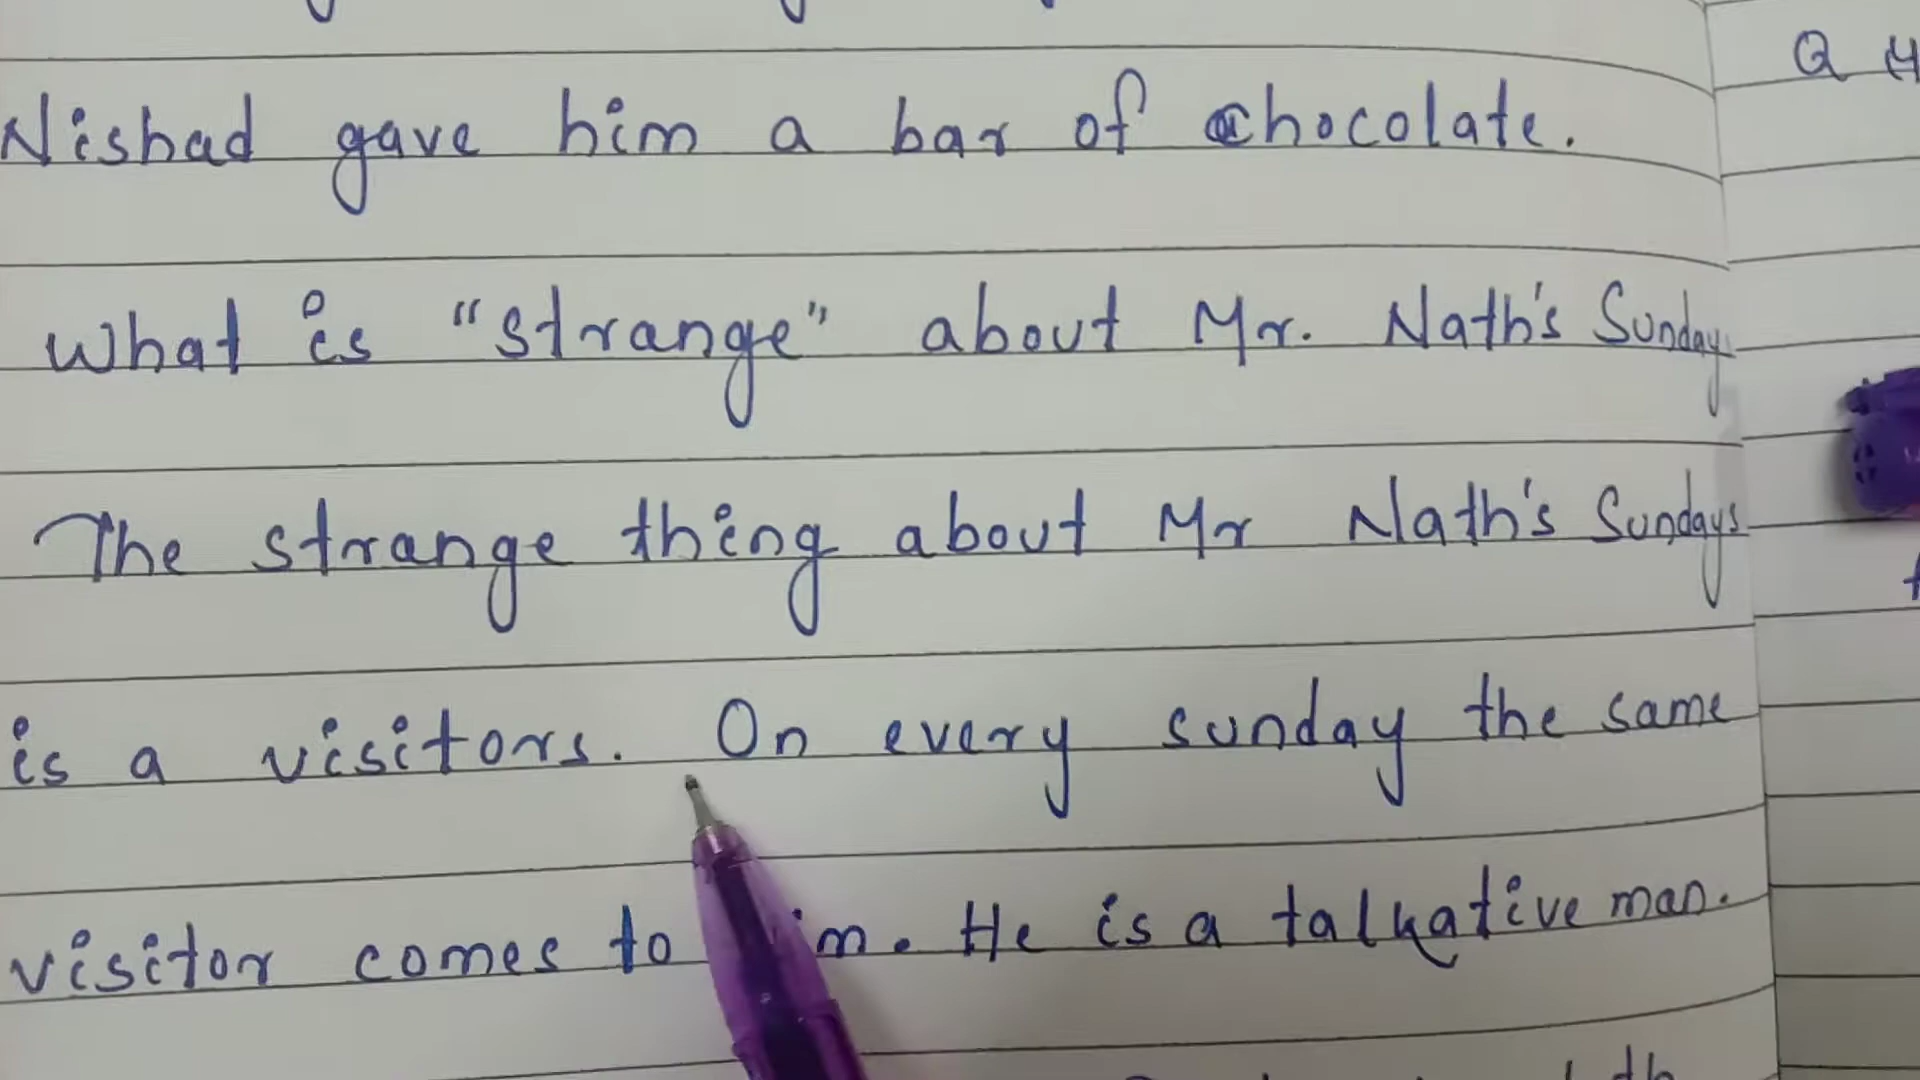 Nishad gave him a bar of chocolate.
What is "strange" about Mr. Nath's Sunday
The strange thing about Mr Nath's Sundays
is a visitors. On every sunday the same
visitor comes to. He is a talkative man.
Q